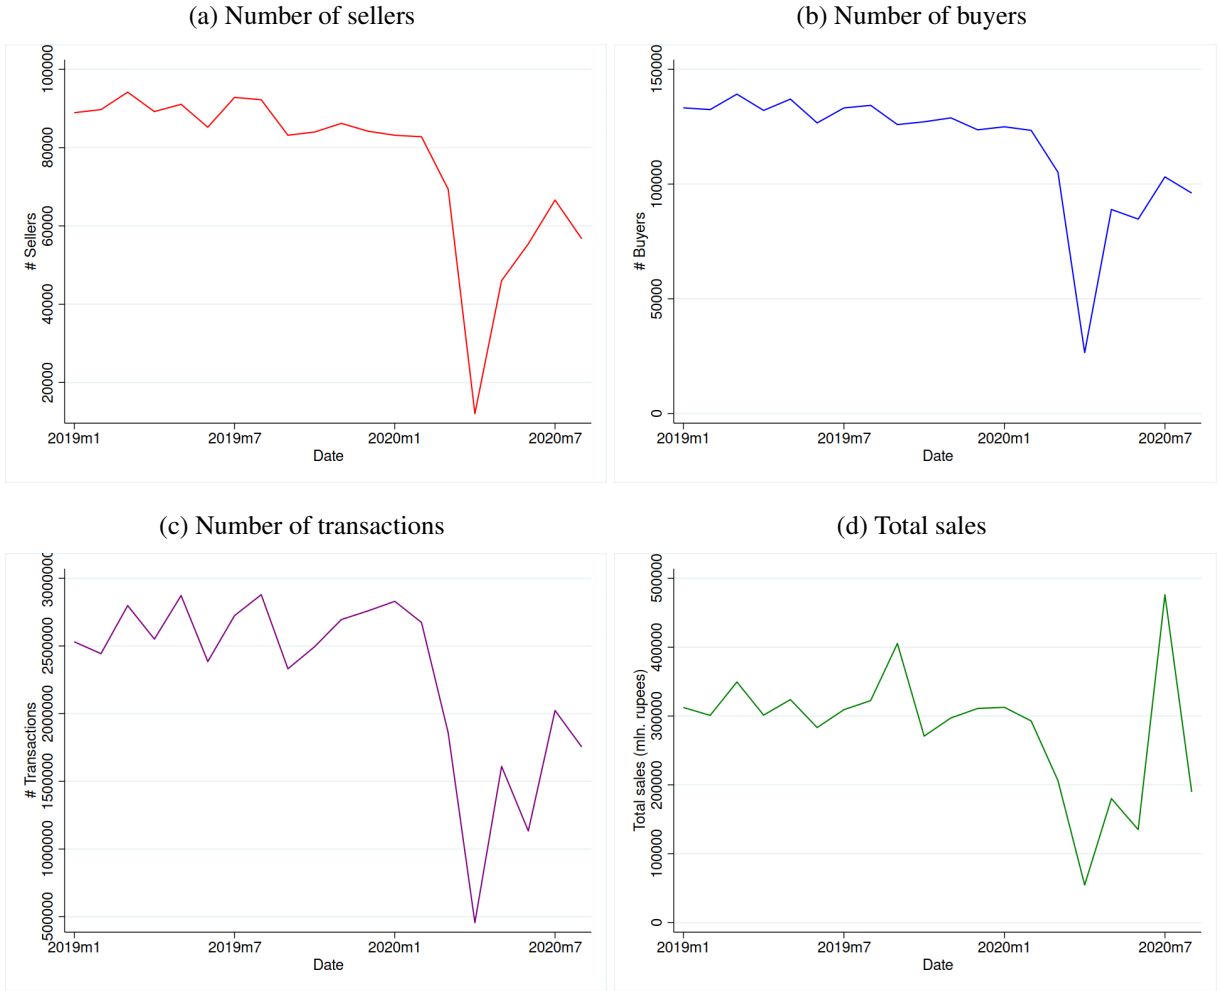 (a) Number of sellers
100000
80000
60000
40000
20000
# Sellers
2019m1 2019m7 2020m1 2020m7
Date
(b) Number of buyers
150000
100000
50000
0
# Buyers
2019m1 2019m7 2020m1 2020m7
Date
(c) Number of transactions
3000000
2500000
2000000
1500000
1000000
500000
# Transactions
2019m1 2019m7 2020m1 2020m7
Date
(d) Total sales
500000
400000
300000
200000
100000
0
Total sales (mln. rupees)
2019m1 2019m7 2020m1 2020m7
Date